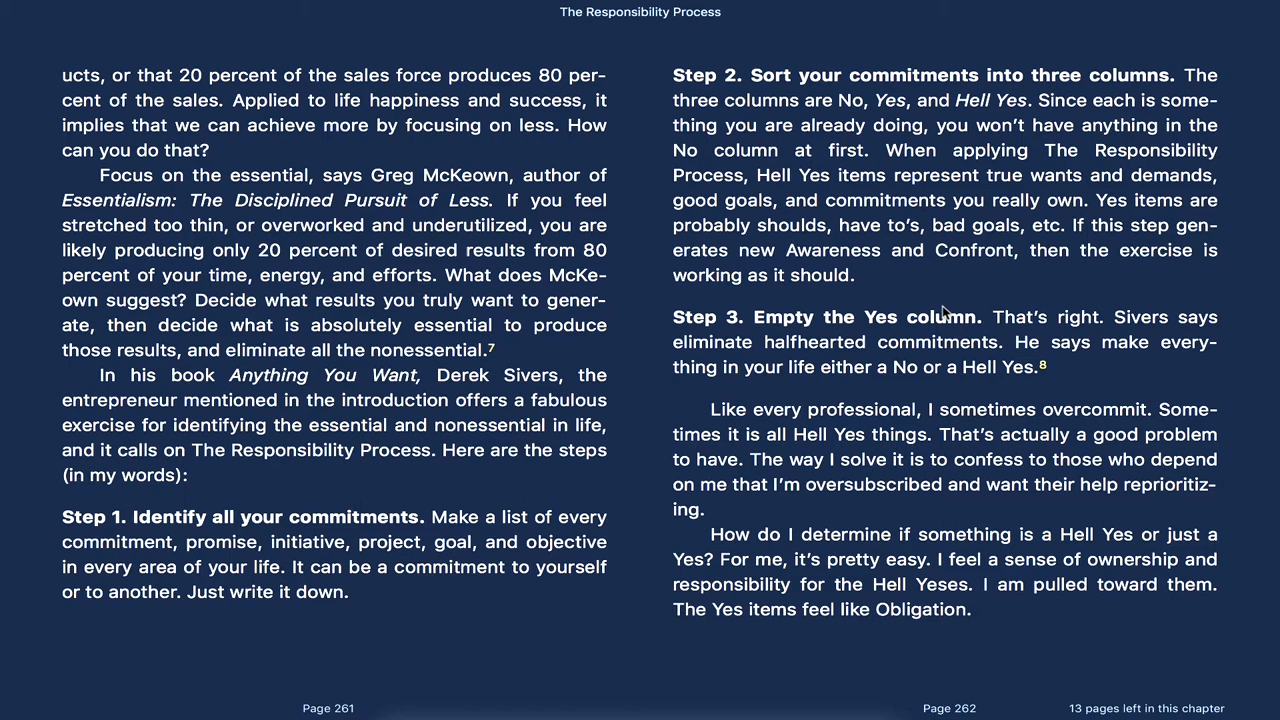 The Responsibility Process
ucts, or that 20 percent of the sales force produces 80 per-
cent of the sales. Applied to life happiness and success, it
implies that we can achieve more by focusing on less. How
can you do that?
Focus on the essential, says Greg McKeown, author of
Essentialism: The Disciplined Pursuit of Less. If you feel
stretched too thin, or overworked and underutilized, you are
likely producing only 20 percent of desired results from 80
percent of your time, energy, and efforts. What does McKe-
own suggest? Decide what results you truly want to gener-
ate, then decide what is absolutely essential to produce
those results, and eliminate all the nonessential.7
In his book Anything You Want, Derek Sivers, the
entrepreneur mentioned in the introduction offers a fabulous
exercise for identifying the essential and nonessential in life,
and it calls on The Responsibility Process. Here are the steps
(in my words):
Step 1. Identify all your commitments. Make a list of every
commitment, promise, initiative, project, goal, and objective
in every area of your life. It can be a commitment to yourself
or to another. Just write it down.
Page 261
Step 2. Sort your commitments into three columns. The
three columns are No, Yes, and Hell Yes. Since each is some-
thing you are already doing, you won't have anything in the
No column at first. When applying The Responsibility
Process, Hell Yes items represent true wants and demands,
good goals, and commitments you really own. Yes items are
probably shoulds, have to's, bad goals, etc. If this step gen-
erates new Awareness and Confront, then the exercise is
working as it should.
Step 3. Empty the Yes column. That's right. Sivers says
eliminate halfhearted commitments. He says make every-
thing in your life either a No or a Hell Yes.8
Like every professional, I sometimes overcommit. Some-
times it is all Hell Yes things. That's actually a good problem
to have. The way I solve it is to confess to those who depend
on me that I'm oversubscribed and want their help reprioritiz-
ing.
How do I determine if something is a Hell Yes or just a
Yes? For me, it's pretty easy. I feel a sense of ownership and
responsibility for the Hell Yeses. I am pulled toward them.
The Yes items feel like Obligation.
Page 262
13 pages left in this chapter